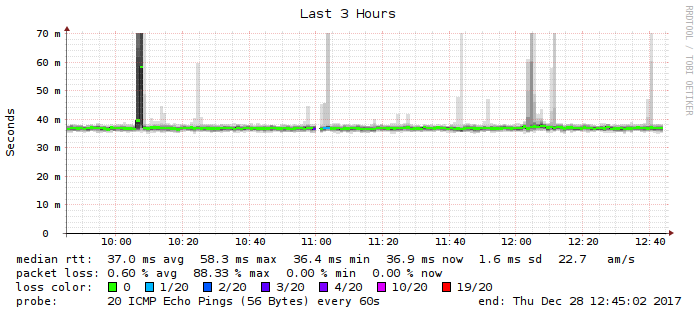 Last 3 Hours
RRDTOOL / TOBI OETIKER
Seconds
70 m
60 m
50 m
40 m
30 m
20 m
10 m
0
10:00 10:20 10:40 11:00 11:20 11:40 12:00 12:20 12:40
median rtt: 37.0 ms avg 58.3 ms max 36.4 ms min 36.9 ms now 1.6 ms sd 22.7 am/s
packet loss: 0.60 % avg 88.33 % max 0.00 % min 0.00 % now
loss color: 0 1/20 2/20 3/20 4/20 10/20 19/20
probe: 20 ICMP Echo Pings (56 Bytes) every 60s end: Thu Dec 28 12:45:02 2017